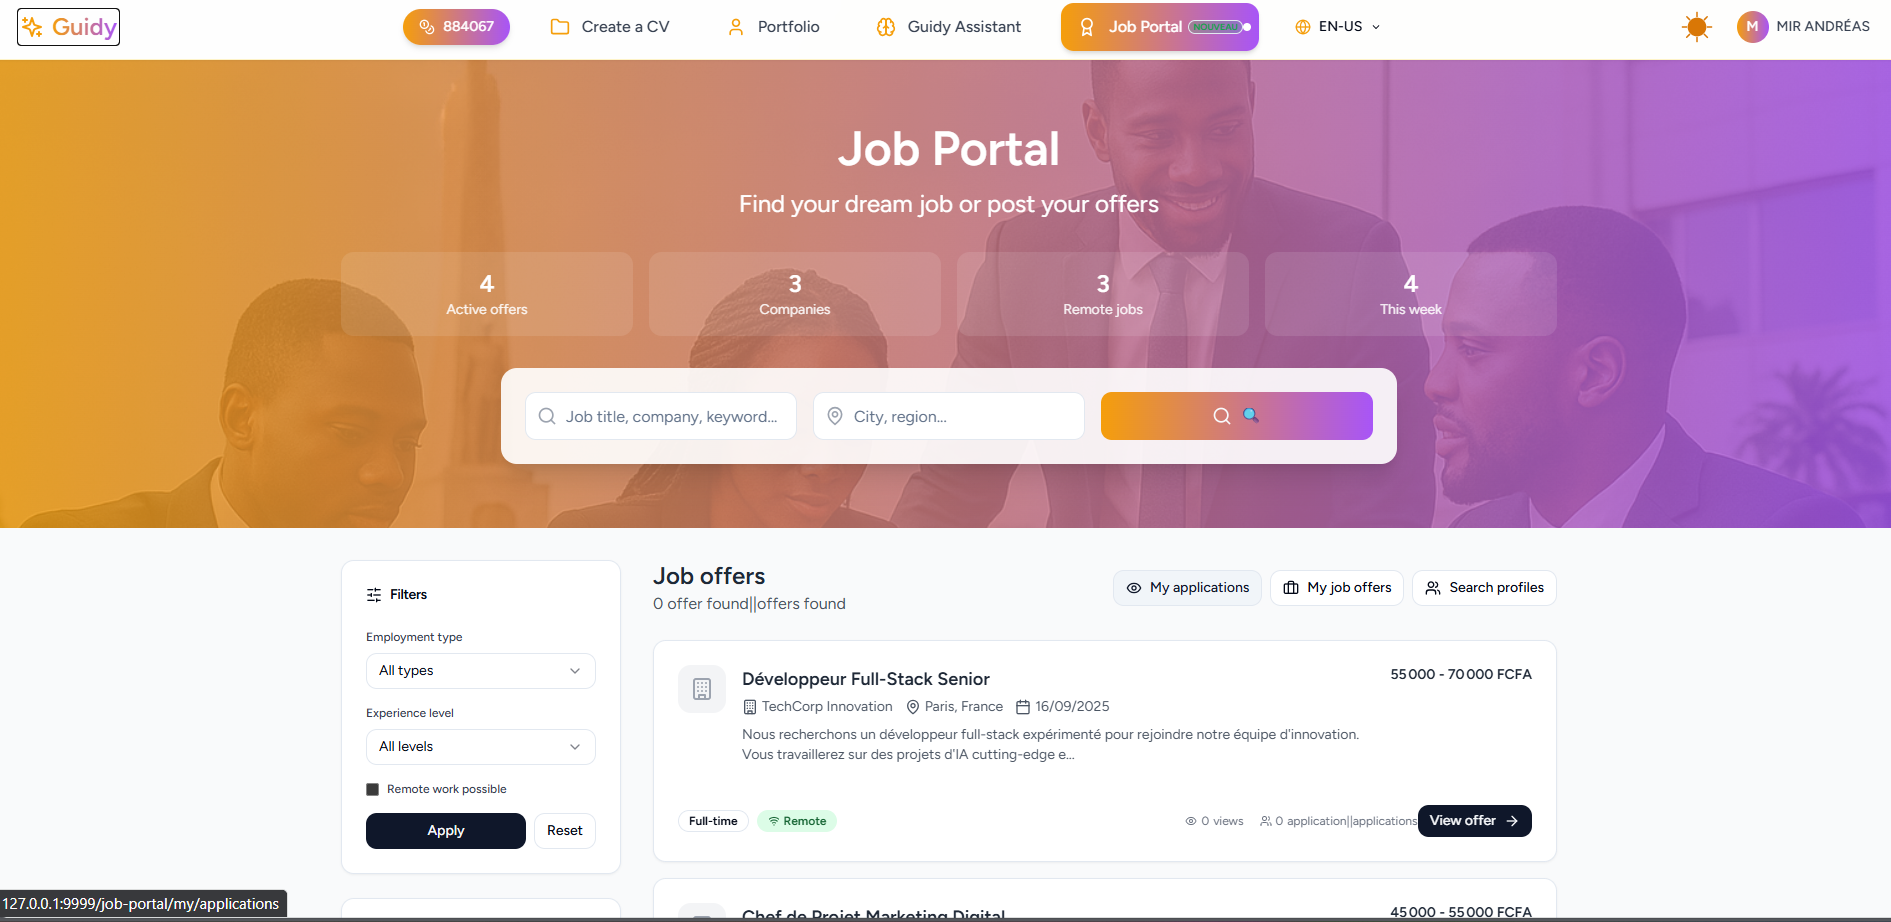 Guidy
884067
Create a CV
Portfolio
Guidy Assistant
Job Portal NOUVEAU
EN-US
M MIR ANDRÉAS
Job Portal
Find your dream job or post your offers
4
Active offers
3
Companies
3
Remote jobs
4
This week
Job title, company, keyword...
City, region...
Filters
Employment type
All types
Experience level
All levels
Remote work possible
Apply
Reset
Job offers
0 offer found||offers found
My applications
My job offers
Search profiles
Développeur Full-Stack Senior
55 000 - 70 000 FCFA
TechCorp Innovation Paris, France 16/09/2025
Nous recherchons un développeur full-stack expérimenté pour rejoindre notre équipe d'innovation.
Vous travaillerez sur des projets d'IA cutting-edge e...
Full-time
Remote
0 views
0 application||applications
View offer
Chef de Projet Marketing Digital
45 000 - 55 000 FCFA
127.0.0.1:9999/job-portal/my/applications